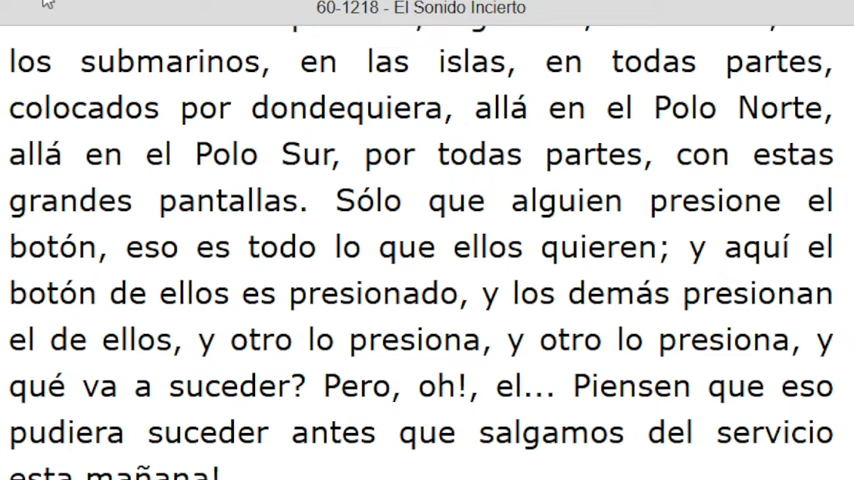 60-1218 - El Sonido Incierto
los submarinos, en las islas, en todas partes,
colocados por dondequiera, allá en el Polo Norte,
allá en el Polo Sur, por todas partes, con estas
grandes pantallas. Sólo que alguien presione el
botón, eso es todo lo que ellos quieren; y aquí el
botón de ellos es presionado, y los demás presionan
el de ellos, y otro lo presiona, y otro lo presiona, y
qué va a suceder? Pero, oh!, el... Piensen que eso
pudiera suceder antes que salgamos del servicio
esta mañana!